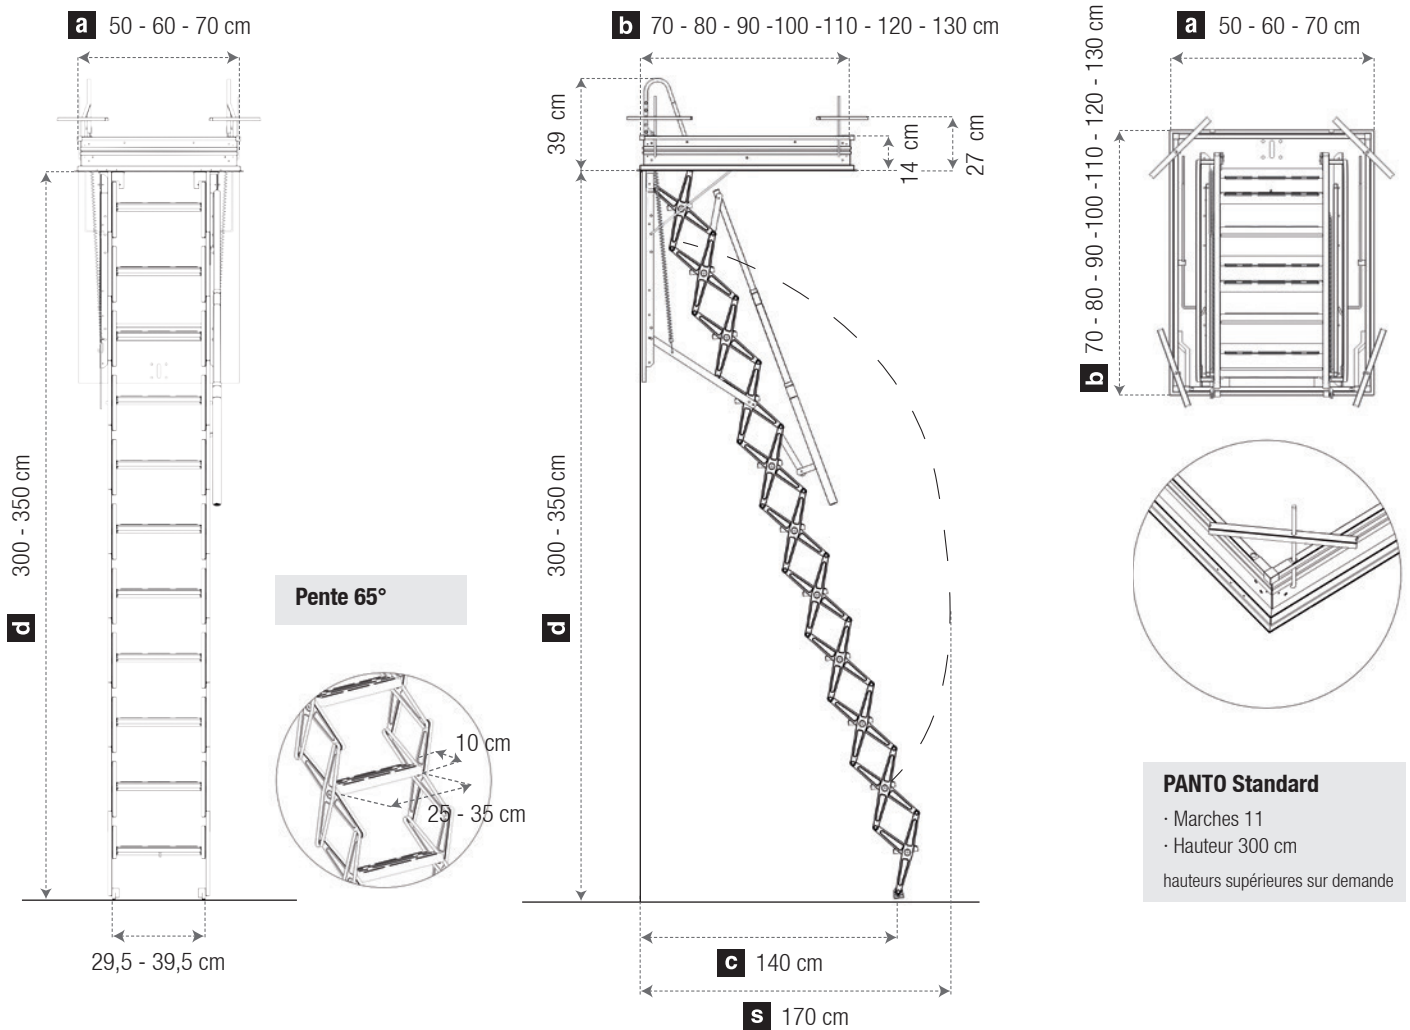 a 50 - 60 - 70 cm
b 70 - 80 - 90 -100 -110 - 120 - 130 cm
a 50 - 60 - 70 cm
39 cm
14 cm
27 cm
b 70 - 80 - 90 -100 -110 - 120 - 130 cm
d 300 - 350 cm
Pente 65°
10 cm
25 - 35 cm
d 300 - 350 cm
PANTO Standard
· Marches 11
· Hauteur 300 cm
hauteurs supérieures sur demande
29,5 - 39,5 cm
c 140 cm
s 170 cm